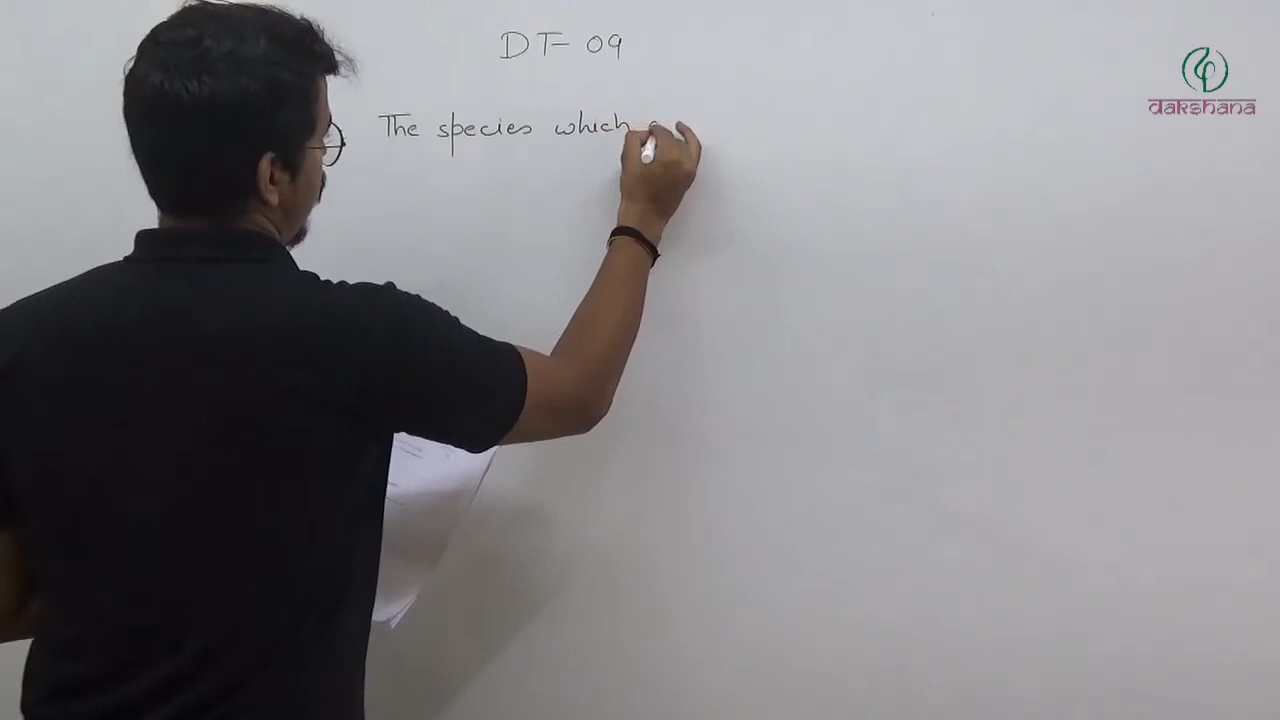 DT-09
The species which
dakshana